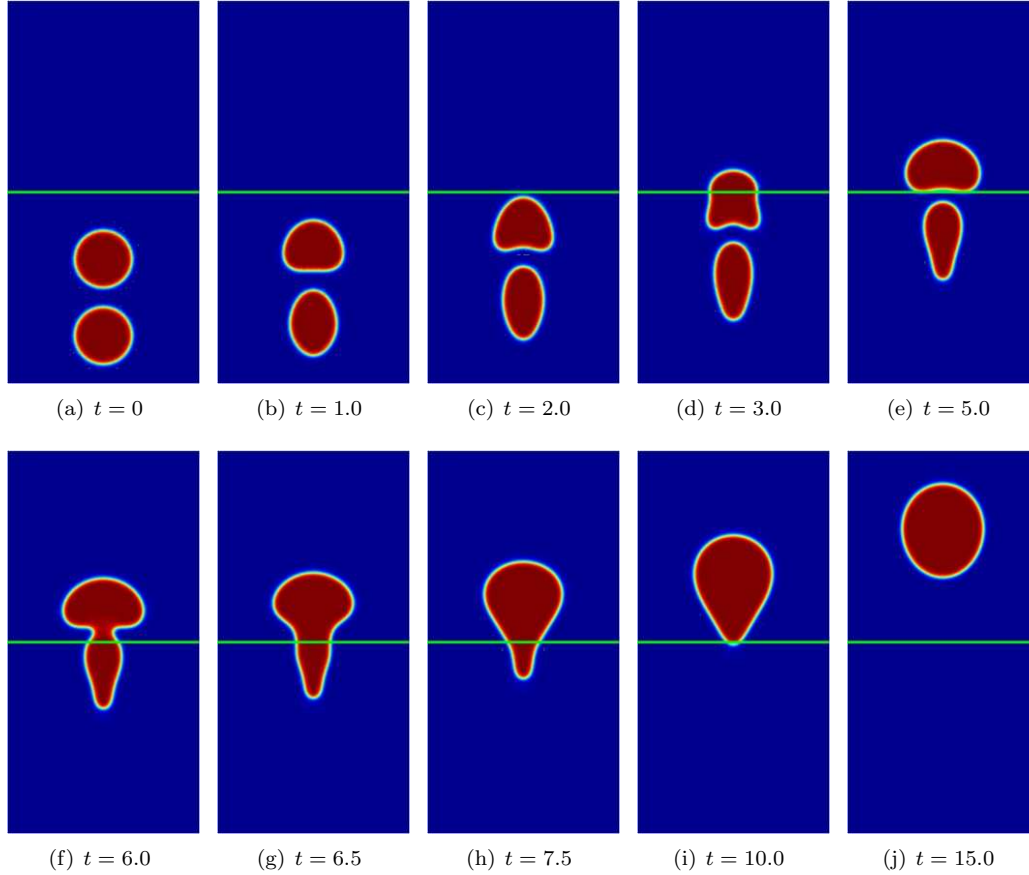 (a) t = 0
(b) t = 1.0
(c) t = 2.0
(d) t = 3.0
(e) t = 5.0
(f) t = 6.0
(g) t = 6.5
(h) t = 7.5
(i) t = 10.0
(j) t = 15.0